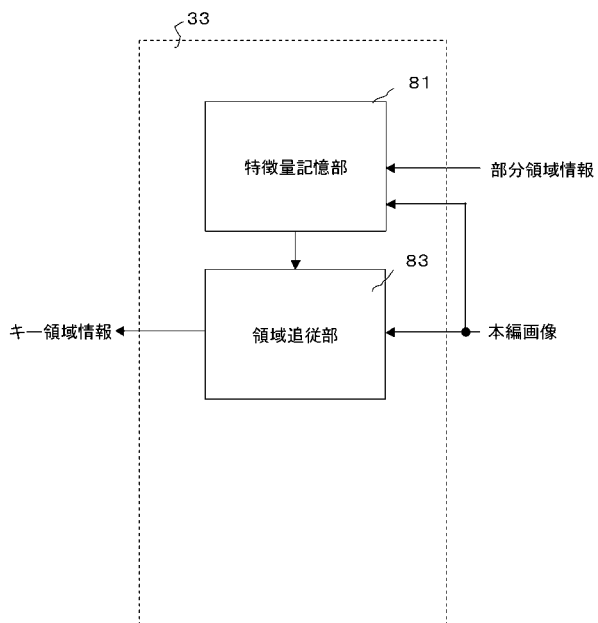 33
81
特徴量記憶部
部分領域情報
83
キー領域情報
領域追従部
本編画像